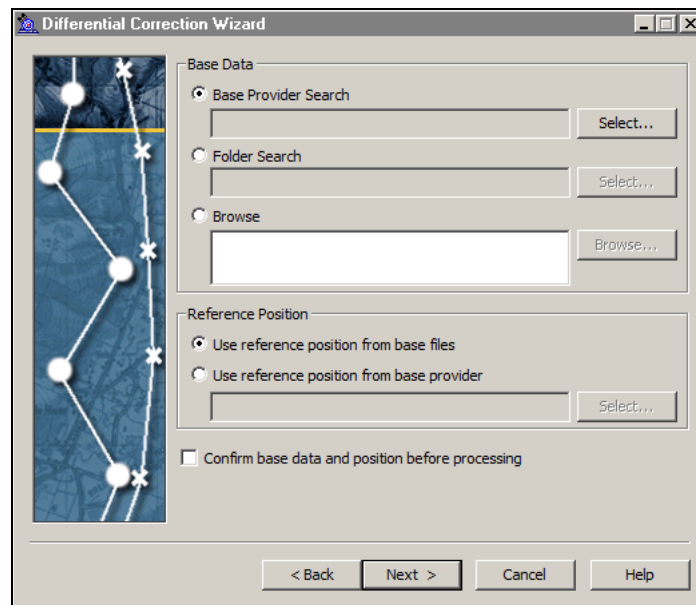 Differential Correction Wizard
Base Data
Base Provider Search
Select...
Folder Search
Select...
Browse
Browse...
Reference Position
Use reference position from base files
Use reference position from base provider
Select...
Confirm base data and position before processing
< Back Next > Cancel Help